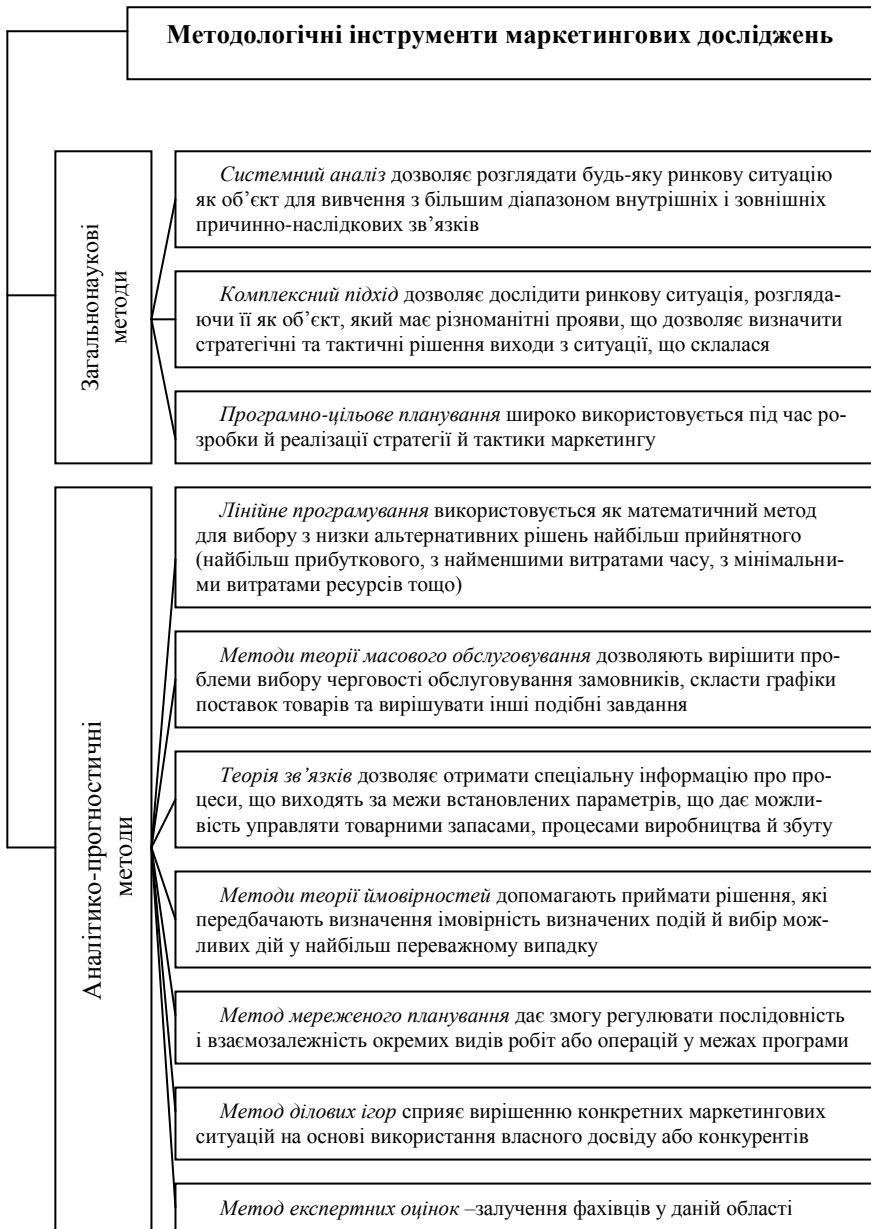 Методологічні інструменти маркетингових досліджень
Загальнонаукові
методи
Системний аналіз дозволяє розглядати будь-яку ринкову ситуацію
як об’єкт для вивчення з більшим діапазоном внутрішніх і зовнішніх
причинно-наслідкових зв’язків
Комплексний підхід дозволяє дослідити ринкову ситуація, розгляда-
ючи її як об’єкт, який має різноманітні прояви, що дозволяє визначити
стратегічні та тактичні рішення виходи з ситуації, що склалася
Програмно-цільове планування широко використовується під час ро-
зробки й реалізації стратегії й тактики маркетингу
Аналітико-прогностичні
методи
Лінійне програмування використовується як математичний метод
для вибору з низки альтернативних рішень найбільш прийнятного
(найбільш прибуткового, з найменшими витратами часу, з мінімальни-
ми витратами ресурсів тощо)
Методи теорії масового обслуговування дозволяють вирішити про-
блеми вибору черговості обслуговування замовників, скласти графіки
поставок товарів та вирішувати інші подібні завдання
Теорія зв’язків дозволяє отримати спеціальну інформацію про про-
цеси, що виходять за межи встановлених параметрів, що дає можли-
вість управляти товарними запасами, процесами виробництва й збуту
Методи теорії ймовірностей допомагають приймати рішення, які
передбачають визначення імовірність визначених подій й вибір мож-
ливих дій у найбільш переважному випадку
Метод мереженого планування дає змогу регулювати послідовність
і взаємозалежність окремих видів робіт або операцій у межах програми
Метод ділових ігор сприяє вирішенню конкретних маркетингових
ситуацій на основі використання власного досвіду або конкурентів
Метод експертних оцінок –залучення фахівців у даній області